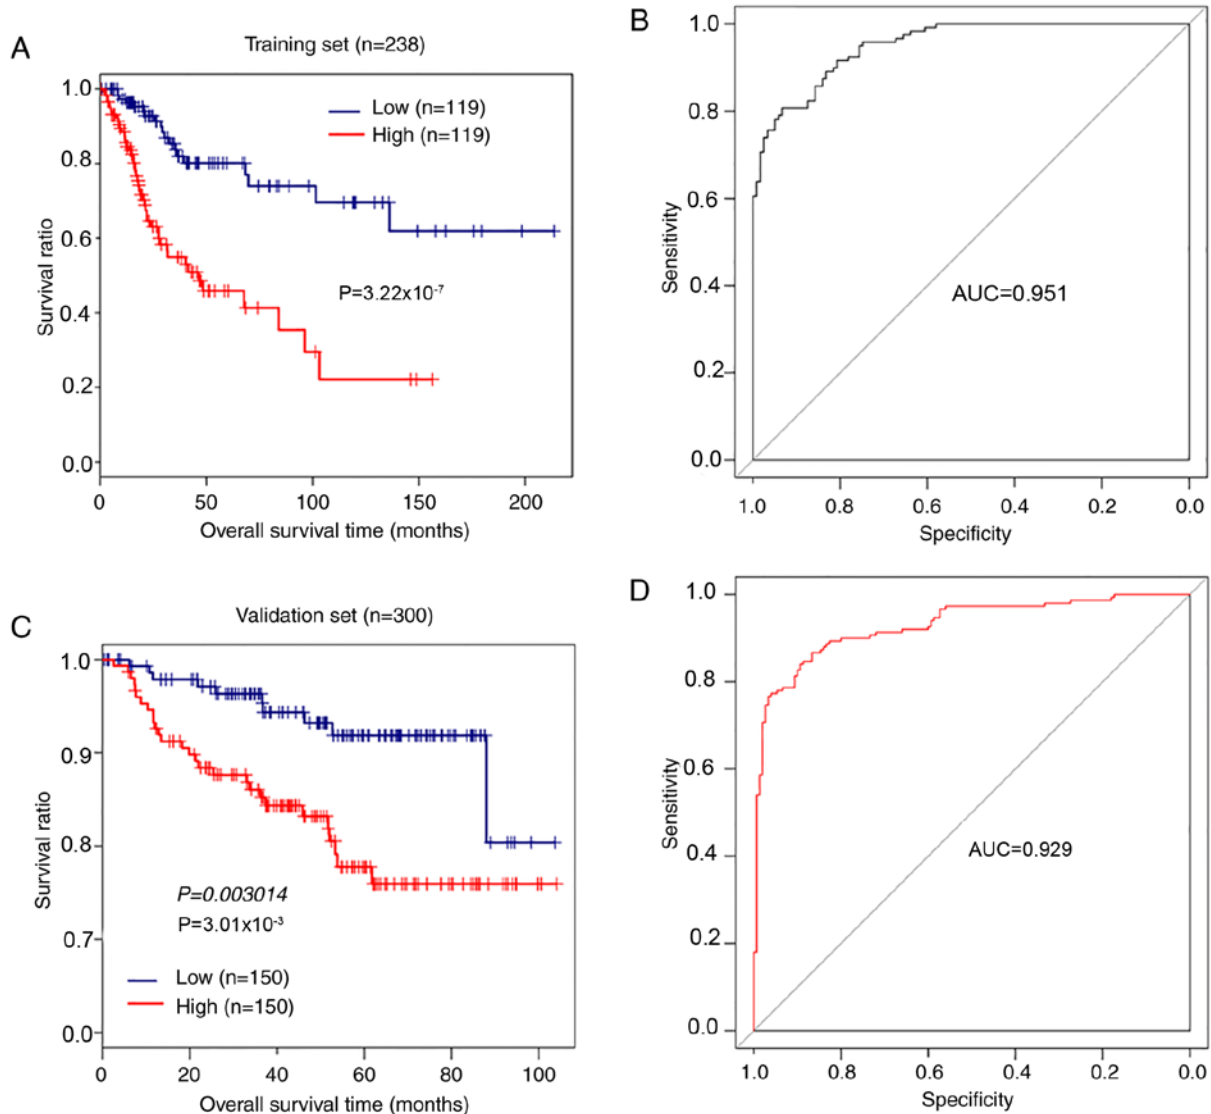 A
Training set (n=238)
1.0
0.8
0.6
0.4
0.2
0.0
Survival ratio
Low (n=119)
High (n=119)
P=3.22x10⁻⁷
0 50 100 150 200
Overall survival time (months)
B
1.0
0.8
0.6
0.4
0.2
0.0
Sensitivity
AUC=0.951
1.0 0.8 0.6 0.4 0.2 0.0
Specificity
C
Validation set (n=300)
1.0
0.9
0.8
0.7
0.0
Survival ratio
P=0.003014
P=3.01x10⁻³
Low (n=150)
High (n=150)
0 20 40 60 80 100
Overall survival time (months)
D
1.0
0.8
0.6
0.4
0.2
0.0
Sensitivity
AUC=0.929
1.0 0.8 0.6 0.4 0.2 0.0
Specificity